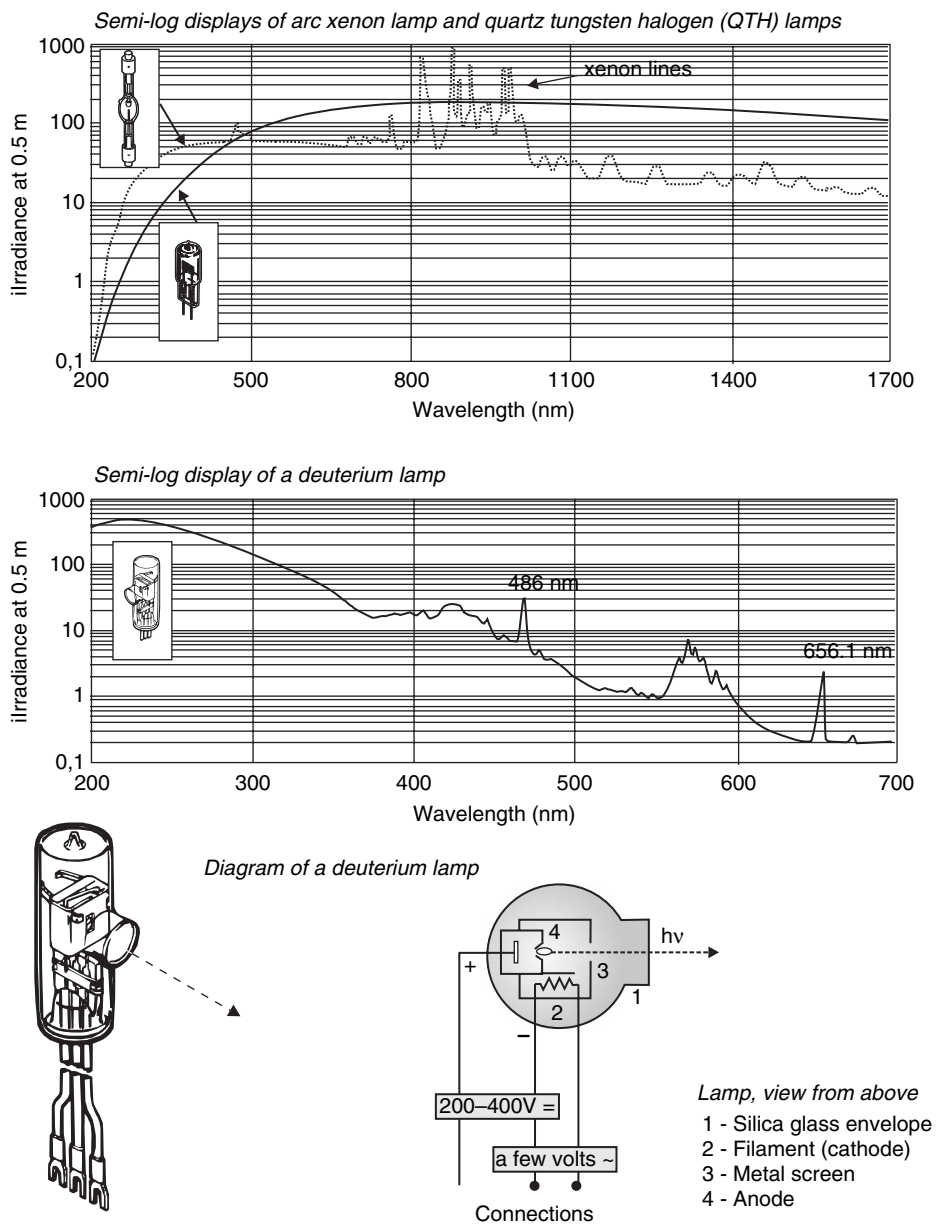 Semi-log displays of arc xenon lamp and quartz tungsten halogen (QTH) lamps
1000
100
10
1
0,1
iIrradiance at 0.5 m
xenon lines
200 500 800 1100 1400 1700
Wavelength (nm)
Semi-log display of a deuterium lamp
1000
100
10
1
0,1
iIrradiance at 0.5 m
486 nm
656.1 nm
200 300 400 500 600 700
Wavelength (nm)
Diagram of a deuterium lamp
4
hν
+
3
1
2
–
200–400V =
a few volts ~
Connections
Lamp, view from above
1 - Silica glass envelope
2 - Filament (cathode)
3 - Metal screen
4 - Anode